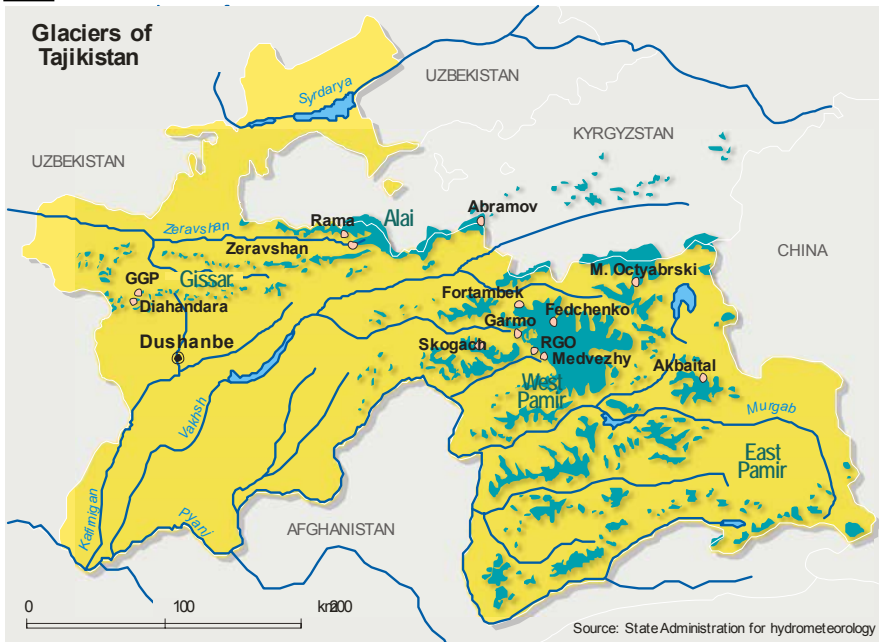 Glaciers of
Tajikistan
UZBEKISTAN
Syrdarya
KYRGYZSTAN
UZBEKISTAN
Abramov
Rama
Alai
Zeravshan
Zeravshan
CHINA
M. Octyabrski
GGP
Gissar
Diahandara
Fortambek
Fedchenko
Garmo
Dushanbe
Skogach
RGO
Medvezhy
Akbaital
West
Pamir
Vakhsh
Murgab
East
Pamir
Kafirnigan
Pyanj
AFGHANISTAN
0 100 km 200
Source: State Administration for hydrometeorology